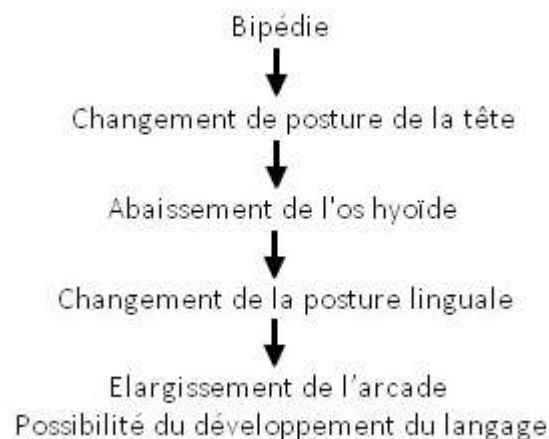 Bipédie
Changement de posture de la tête
Abaissement de l'os hyoïde
Changement de la posture linguale
Elargissement de l’arcade
Possibilité du développement du langage